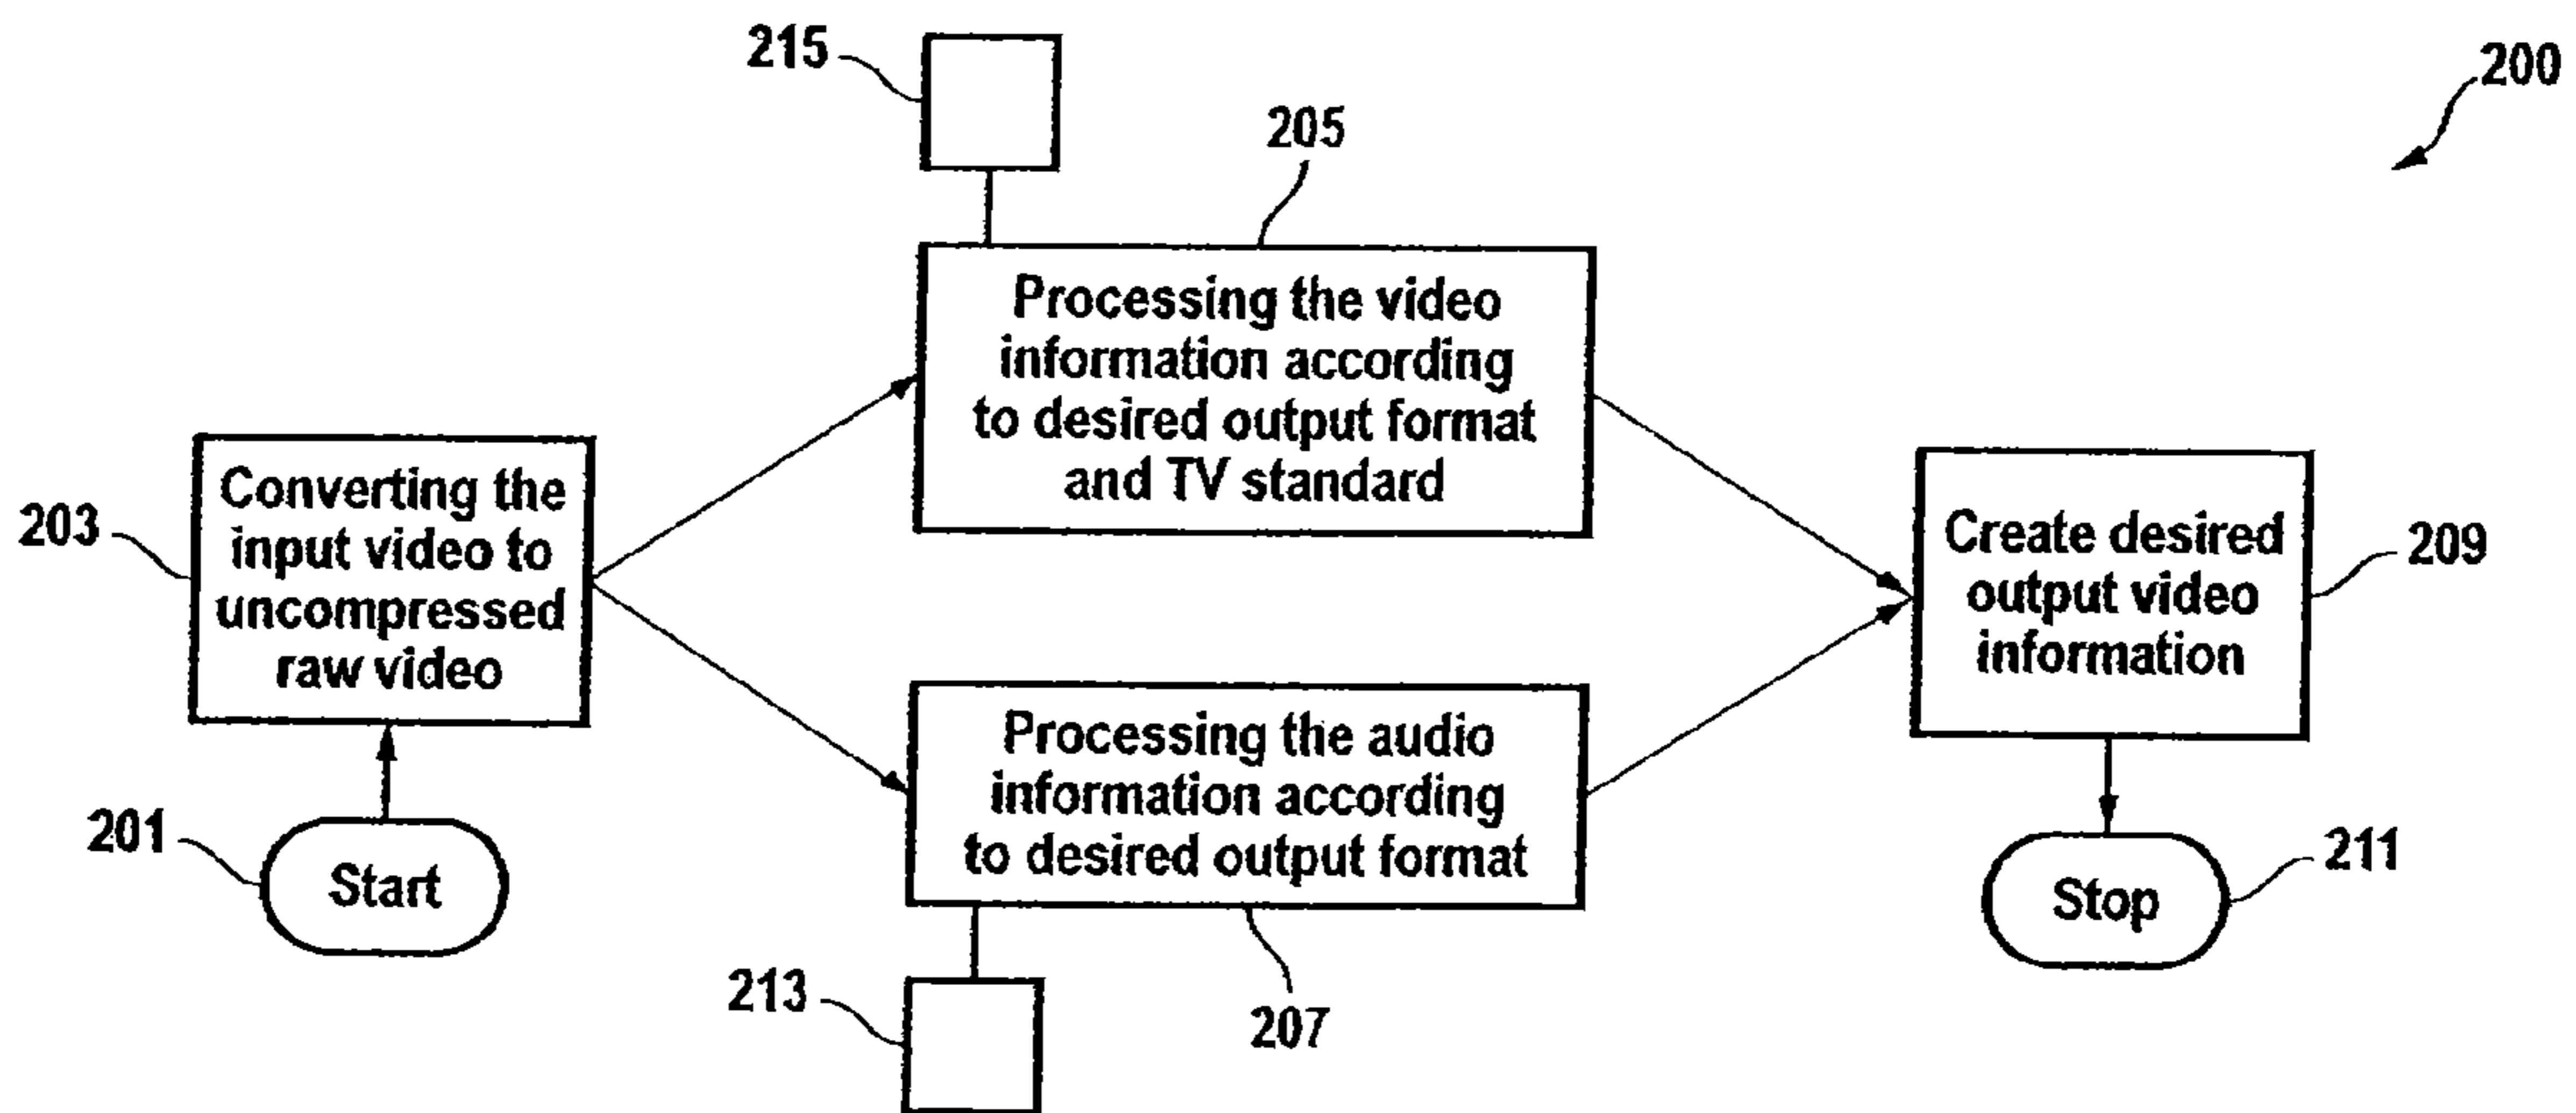 215
200
205
Processing the video
information according
to desired output format
and TV standard
203
Converting the
input video to
uncompressed
raw video
Create desired
output video
information
209
Processing the audio
information according
to desired output format
201
Start
211
Stop
213
207